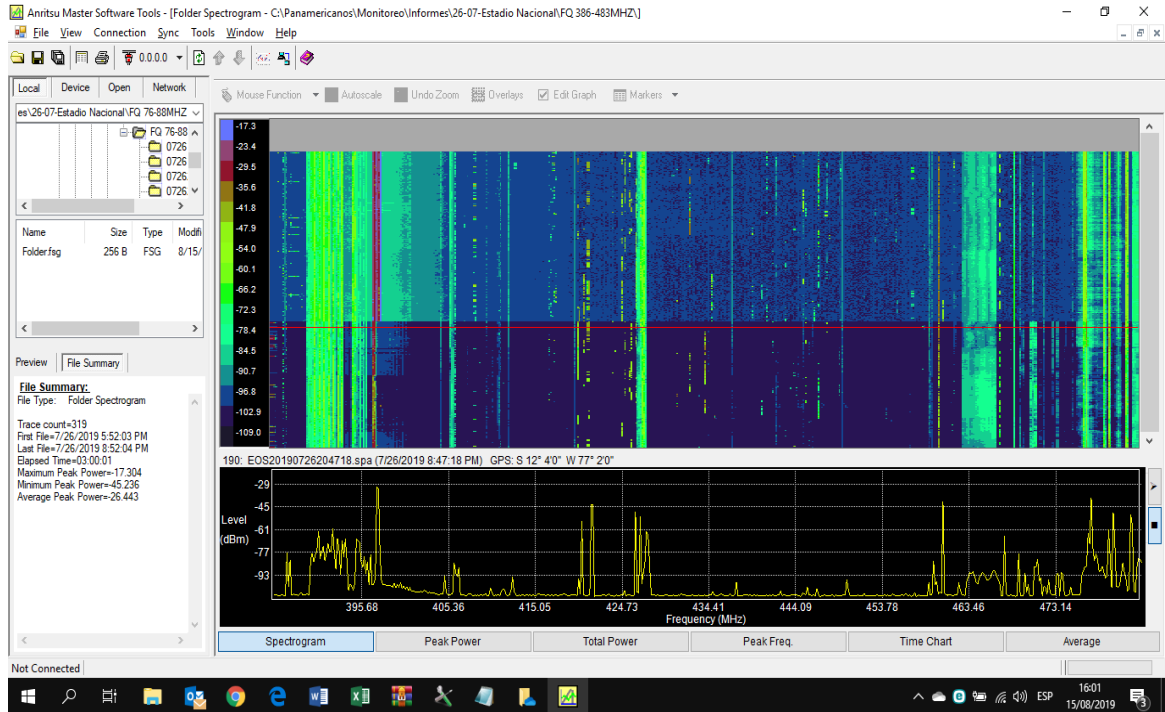 Anritsu Master Software Tools - [Folder Spectrogram - C:\Panamericanos\Monitoreo\Informes\26-07-Estadio Nacional\FQ 386-483MHZ\]
File View Connection Sync Tools Window Help
0.0.0.0
Local Device Open Network
Mouse Function Autoscale Undo Zoom Overlays Edit Graph Markers
es\26-07-Estadio Nacional\FQ 76-88MHZ
FQ 76-88
0726
0726
0726.
0726.
Name Size Type Modifi
Folder.fsg 256 B FSG 8/15/
Preview File Summary
File Summary:
File Type: Folder Spectrogram
Trace count=319
First File=7/26/2019 5:52:03 PM
Last File=7/26/2019 8:52:04 PM
Elapsed Time=03:00:01
Maximum Peak Power=-17.304
Minimum Peak Power=-45.236
Average Peak Power=-26.443
-17.3
-23.4
-29.5
-35.6
-41.8
-47.9
-54.0
-60.1
-66.2
-72.3
-78.4
-84.5
-90.7
-96.8
-102.9
-109.0
190: EOS20190726204718.spa (7/26/2019 8:47:18 PM) GPS: S 12° 4'0" W 77° 2'0"
-29
-45
Level
-61
(dBm)
-77
-93
395.68 405.36 415.05 424.73 434.41 444.09 453.78 463.46 473.14
Frequency (MHz)
Spectrogram Peak Power Total Power Peak Freq. Time Chart Average
Not Connected
ESP
16:01
15/08/2019
3